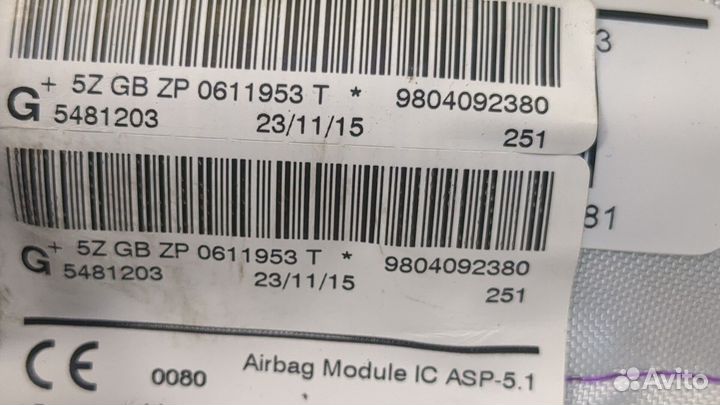 + 5Z GB ZP 0611953 T * 9804092380
G 5481203 23/11/15 251
3
+ 5Z GB ZP 0611953 T * 9804092380
G 5481203 23/11/15 251
81
CE 0080 Airbag Module IC ASP-5.1
Avito